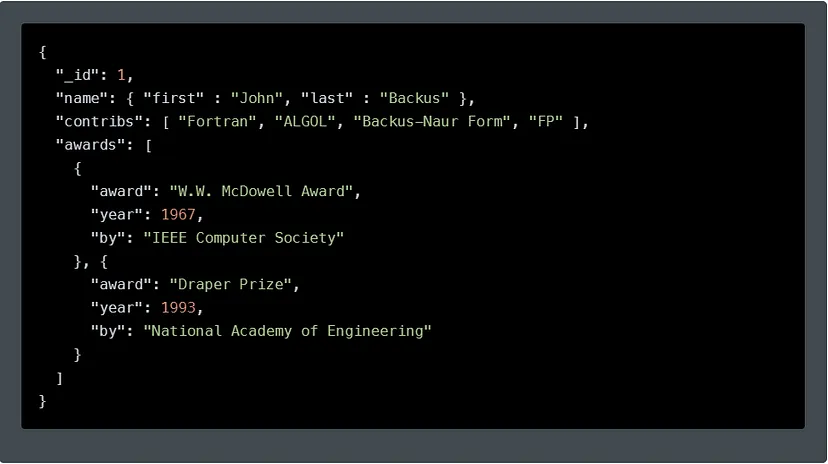 {
  "_id": 1,
  "name": { "first" : "John", "last" : "Backus" },
  "contribs": [ "Fortran", "ALGOL", "Backus-Naur Form", "FP" ],
  "awards": [
    {
      "award": "W.W. McDowell Award",
      "year": 1967,
      "by": "IEEE Computer Society"
    }, {
      "award": "Draper Prize",
      "year": 1993,
      "by": "National Academy of Engineering"
    }
  ]
}